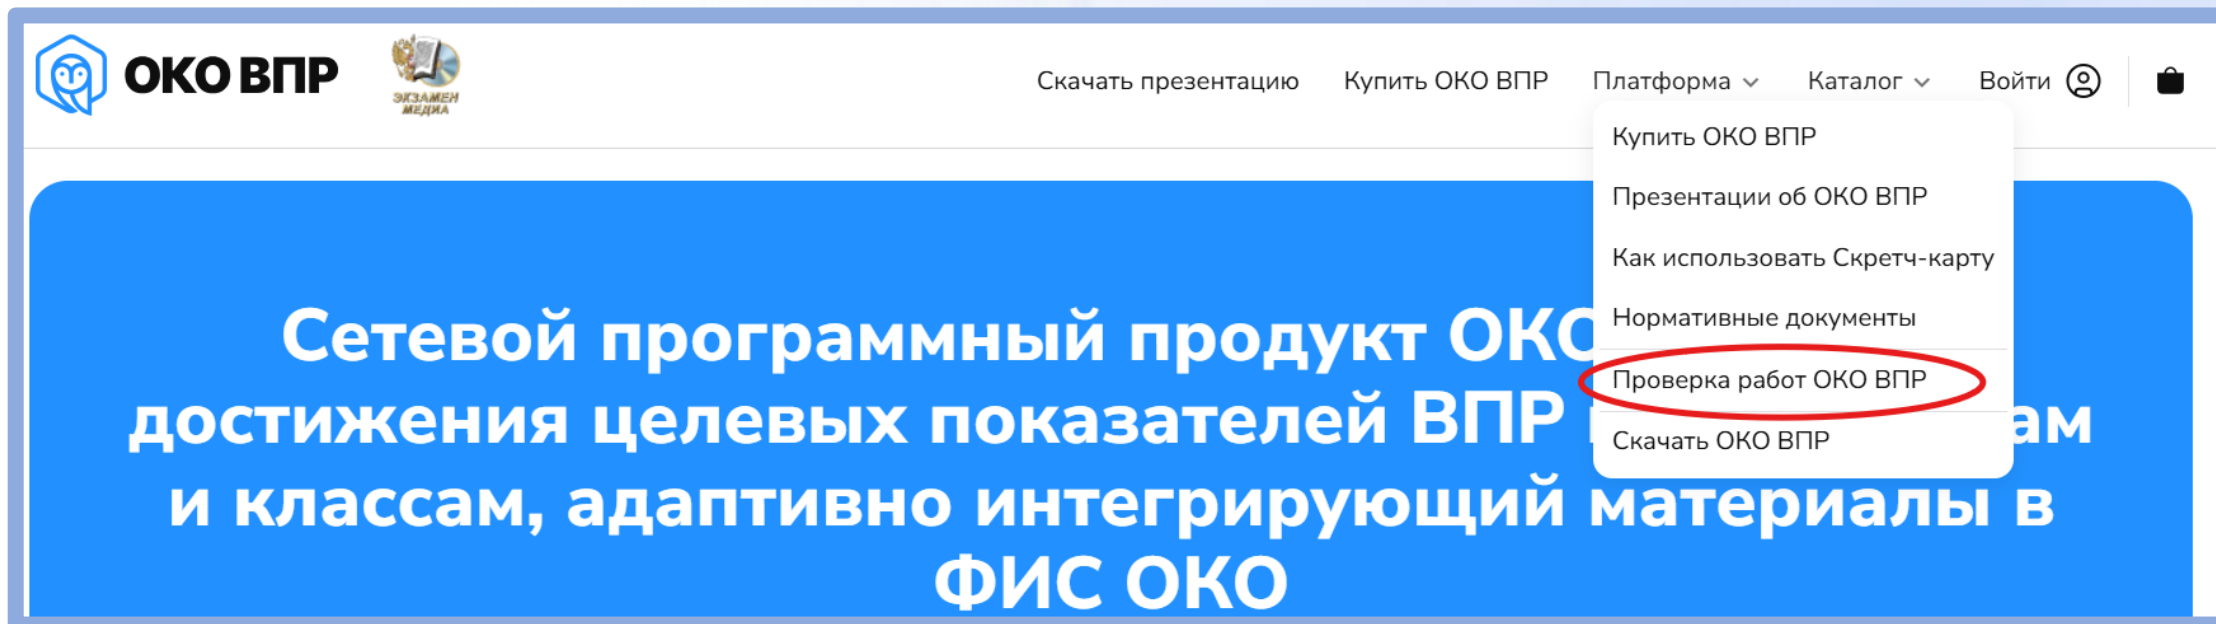 ОКО ВПР
ЭКЗАМЕН
МЕДИА
Скачать презентацию Купить ОКО ВПР Платформа Каталог Войти
Купить ОКО ВПР
Презентации об ОКО ВПР
Как использовать Скретч-карту
Нормативные документы
Проверка работ ОКО ВПР
Скачать ОКО ВПР
Сетевой программный продукт ОКО
достижения целевых показателей ВПР ам
и классам, адаптивно интегрирующий материалы в
ФИС ОКО